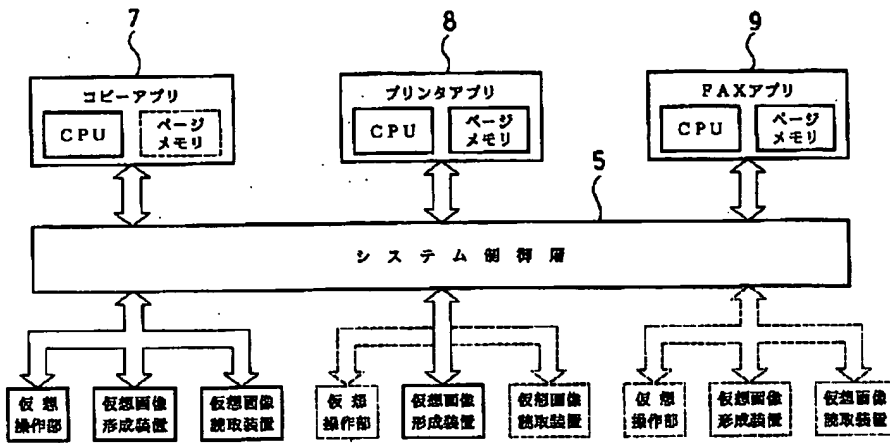 7
8
9
コピーアプリ
プリンタアプリ
FAXアプリ
CPU
ページ
メモリ
CPU
ページ
メモリ
CPU
ページ
メモリ
5
システム制御層
仮想
操作部
仮想画像
形成装置
仮想画像
読取装置
仮想
操作部
仮想画像
形成装置
仮想画像
読取装置
仮想
操作部
仮想画像
形成装置
仮想画像
読取装置